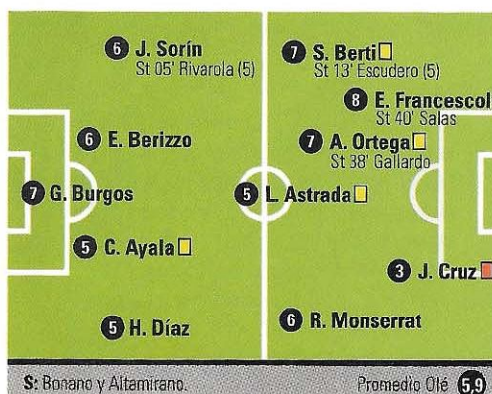 6 J. Sorín
St 05' Rivarola (5)
7 S. Berti
St 13' Escudero (5)
8 E. Francescol
St 40' Salas
6 E. Berizzo
7 A. Ortega
St 38' Gallardo
7 G. Burgos
5 L. Astrada
5 C. Ayala
3 J. Cruz
5 H. Díaz
6 R. Monserrat
S: Bonano y Altamirano.
Promedio Olé 5,9